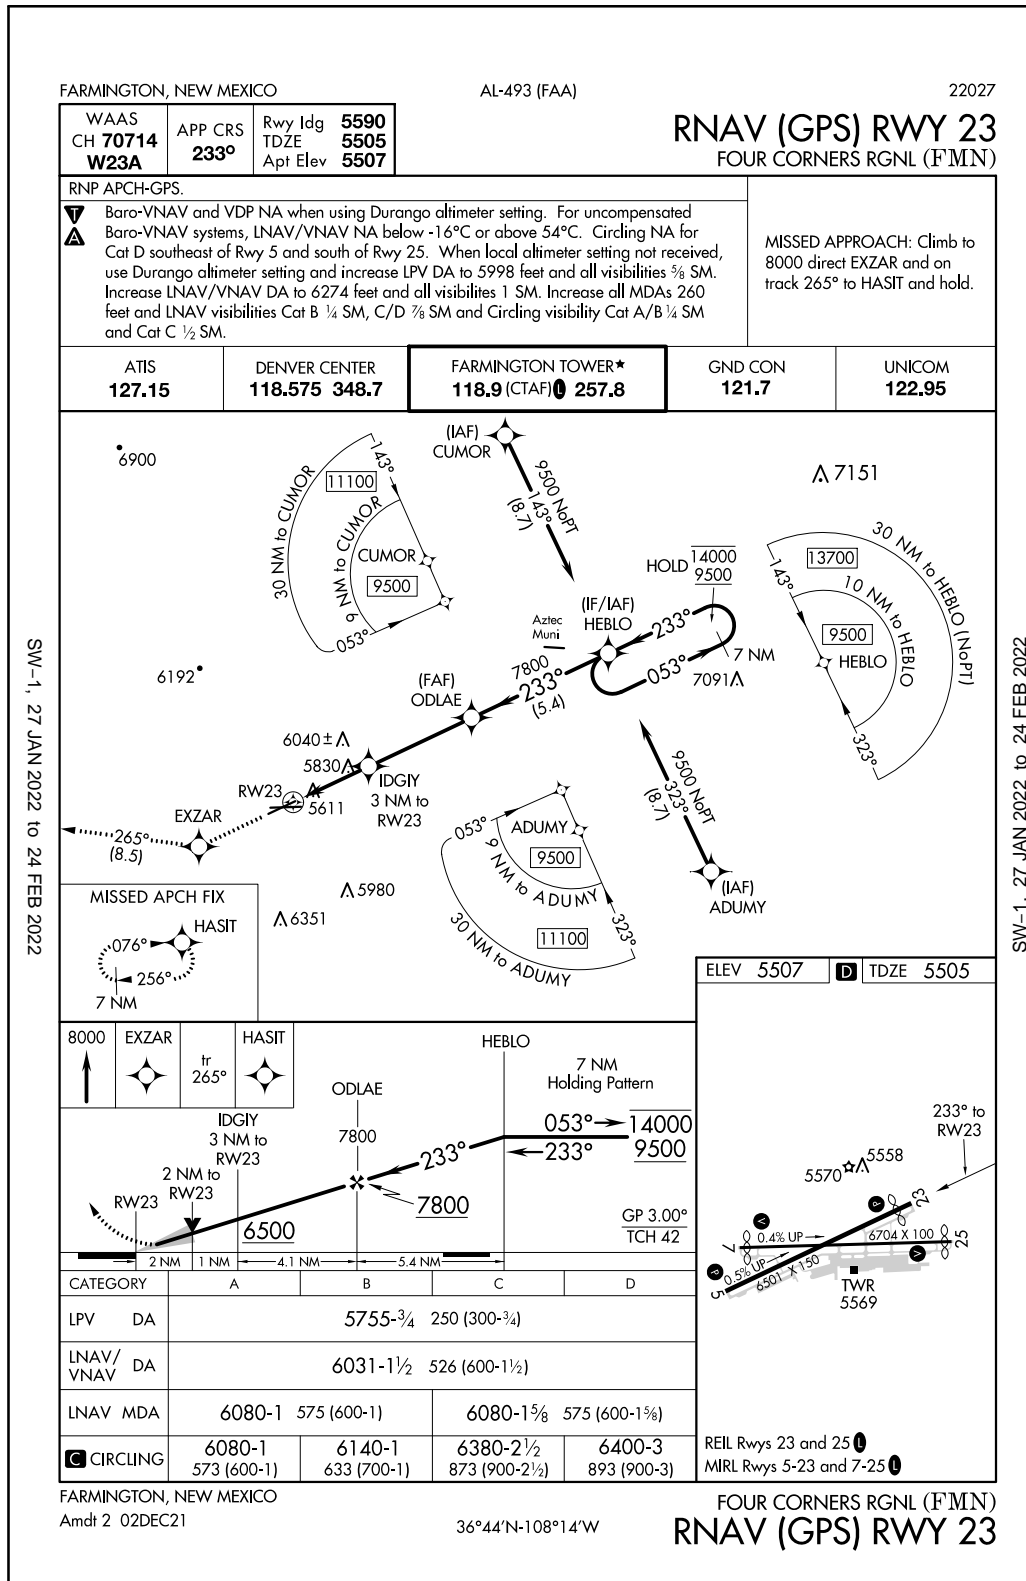 FARMINGTON, NEW MEXICO
AL-493 (FAA)
22027
WAAS
CH 70714
W23A
APP CRS
233°
Rwy ldg 5590
TDZE 5505
Apt Elev 5507
RNAV (GPS) RWY 23
FOUR CORNERS RGNL (FMN)
RNP APCH-GPS.
T
A
Baro-VNAV and VDP NA when using Durango altimeter setting. For uncompensated
Baro-VNAV systems, LNAV/VNAV NA below -16°C or above 54°C. Circling NA for
Cat D southeast of Rwy 5 and south of Rwy 25. When local altimeter setting not received,
use Durango altimeter setting and increase LPV DA to 5998 feet and all visibilities ⅝ SM.
Increase LNAV/VNAV DA to 6274 feet and all visibilites 1 SM. Increase all MDAs 260
feet and LNAV visibilities Cat B ¼ SM, C/D ⅞ SM and Circling visibility Cat A/B ¼ SM
and Cat C ½ SM.
MISSED APPROACH: Climb to
8000 direct EXZAR and on
track 265° to HASIT and hold.
ATIS
127.15
DENVER CENTER
118.575 348.7
FARMINGTON TOWER★
118.9 (CTAF) L 257.8
GND CON
121.7
UNICOM
122.95
6900
30 NM to CUMOR
143°
11100
9 NM to CUMOR
CUMOR
9500
053°
(IAF)
CUMOR
9500 NoPT
143°
(8.7)
7151
HOLD 14000
9500
30 NM to HEBLO (NoPT)
13700
143°
10 NM to HEBLO
9500
HEBLO
323°
(IF/IAF)
HEBLO
Aztec
Muni
233°
053°
7 NM
7091
6192
(FAF)
ODLAE
7800
233°
(5.4)
6040±
5830
IDGIY
3 NM to
RW23
RW23
5611
EXZAR
265°
(8.5)
9500 NoPT
323°
(8.7)
(IAF)
ADUMY
053°
ADUMY
9500
9 NM to ADUMY
11100
30 NM to ADUMY
323°
5980
6351
MISSED APCH FIX
HASIT
076°
256°
7 NM
SW-1, 27 JAN 2022 to 24 FEB 2022
SW-1, 27 JAN 2022 to 24 FEB 2022
ELEV 5507
D
TDZE 5505
233° to
RW23
5570
5558
23
P
V
7
0.4% UP
6704 X 100
25
V
P
0.5% UP
6501 X 150
5
TWR
5569
REIL Rwys 23 and 25 L
MIRL Rwys 5-23 and 7-25 L
8000
EXZAR
tr
265°
HASIT
HEBLO
7 NM
Holding Pattern
ODLAE
7800
IDGIY
3 NM to
RW23
2 NM to
RW23
RW23
053°
14000
9500
233°
233°
7800
6500
GP 3.00°
TCH 42
2 NM
1 NM
4.1 NM
5.4 NM
CATEGORY A B C D
LPV DA 5755-¾ 250 (300-¾)
LNAV/
VNAV DA 6031-1½ 526 (600-1½)
LNAV MDA 6080-1 575 (600-1) 6080-1⅝ 575 (600-1⅝)
C CIRCLING
6080-1
573 (600-1)
6140-1
633 (700-1)
6380-2½
873 (900-2½)
6400-3
893 (900-3)
FARMINGTON, NEW MEXICO
Amdt 2 02DEC21
36°44'N-108°14'W
FOUR CORNERS RGNL (FMN)
RNAV (GPS) RWY 23